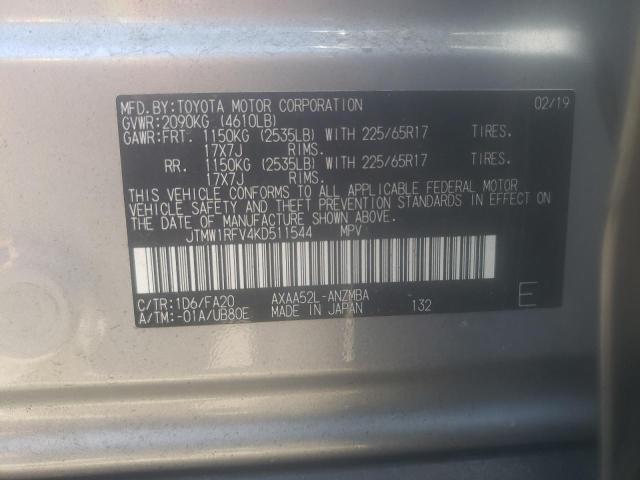 MFD.BY:TOYOTA MOTOR CORPORATION 02/19
GVWR:2090KG (4610LB)
GAWR:FRT. 1150KG (2535LB) WITH 225/65R17 TIRES.
17X7J RIMS.
RR. 1150KG (2535LB) WITH 225/65R17 TIRES.
17X7J RIMS.
THIS VEHICLE CONFORMS TO ALL APPLICABLE FEDERAL MOTOR
VEHICLE SAFETY AND THEFT PREVENTION STANDARDS IN EFFECT ON
THE DATE OF MANUFACTURE SHOWN ABOVE.
JTMW1RFV4KD511544 MPV
C/TR:1D6/FA20 AXAA52L-ANZMBA
A/TM:-01A/UB80E MADE IN JAPAN 132 E